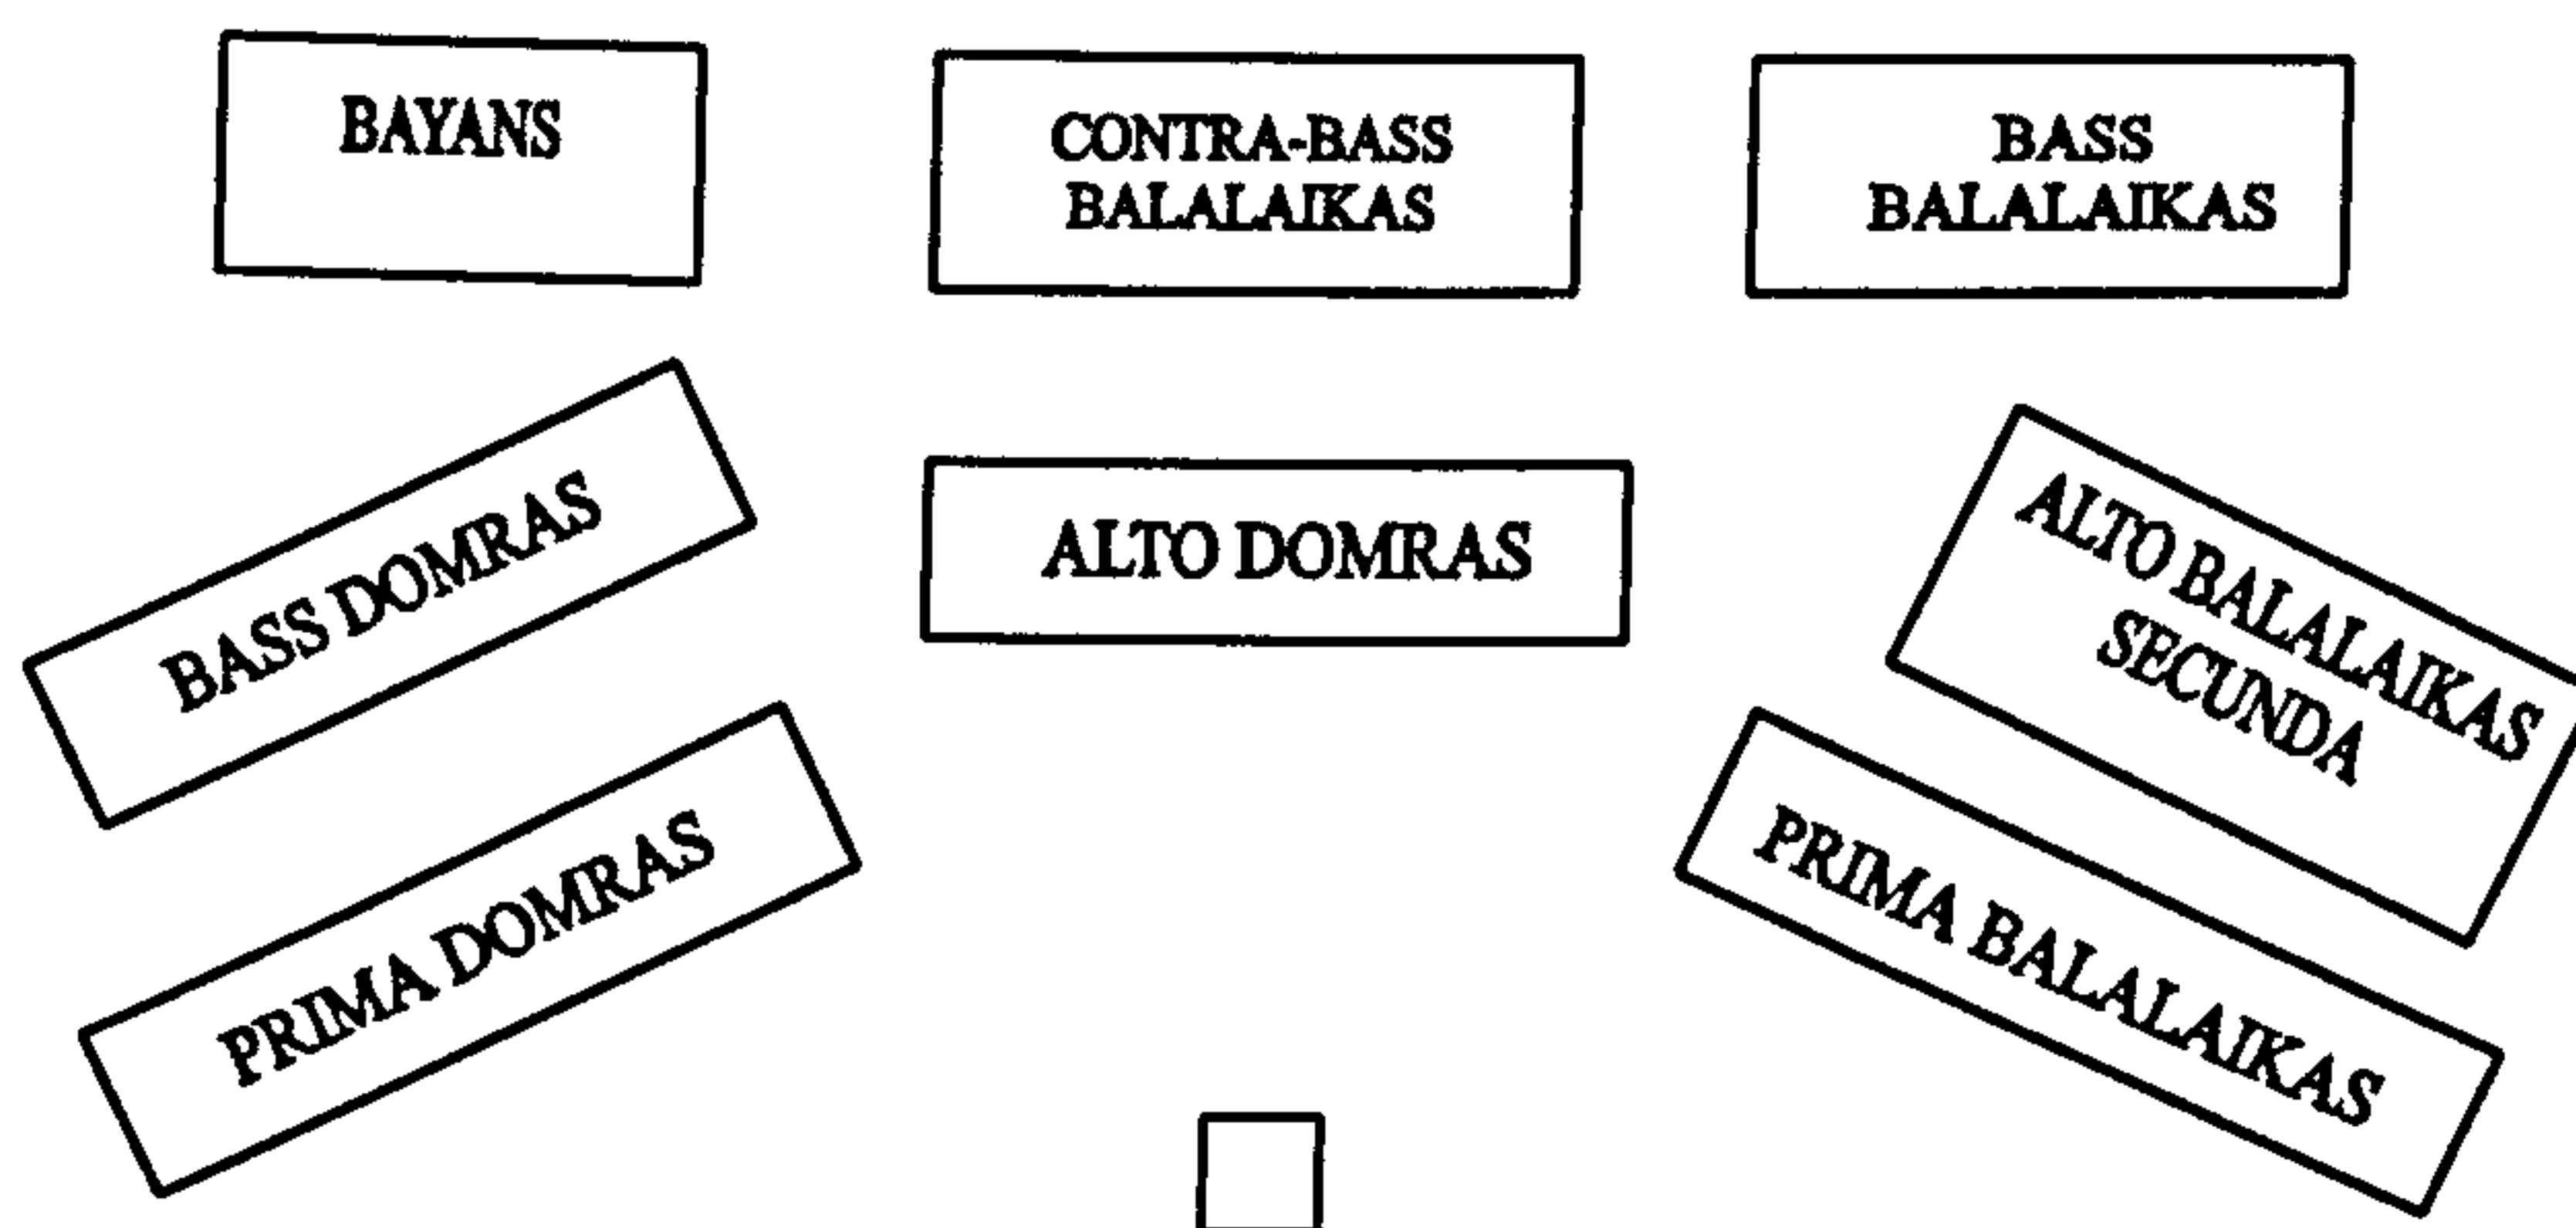 BAYANS
CONTRA-BASS
BALALAIKAS
BASS
BALALAIKAS
BASS DOMRAS
ALTO DOMRAS
ALTO BALALAIKAS
SECUNDA
PRIMA DOMRAS
PRIMA BALALAIKAS